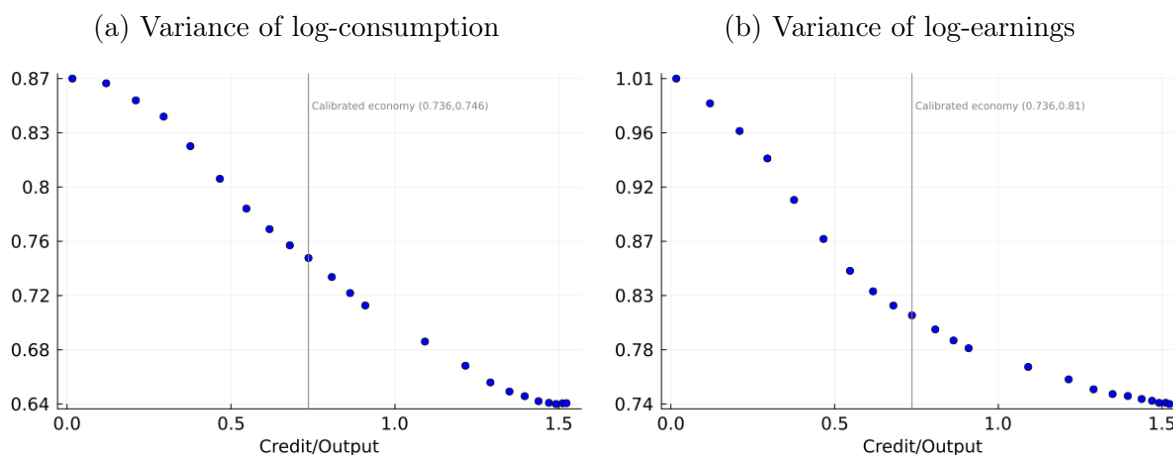 (a) Variance of log-consumption
0.87
0.83
0.8
0.76
0.72
0.68
0.64
Calibrated economy (0.736,0.746)
0.0 0.5 1.0 1.5
Credit/Output
(b) Variance of log-earnings
1.01
0.96
0.92
0.87
0.83
0.78
0.74
Calibrated economy (0.736,0.81)
0.0 0.5 1.0 1.5
Credit/Output